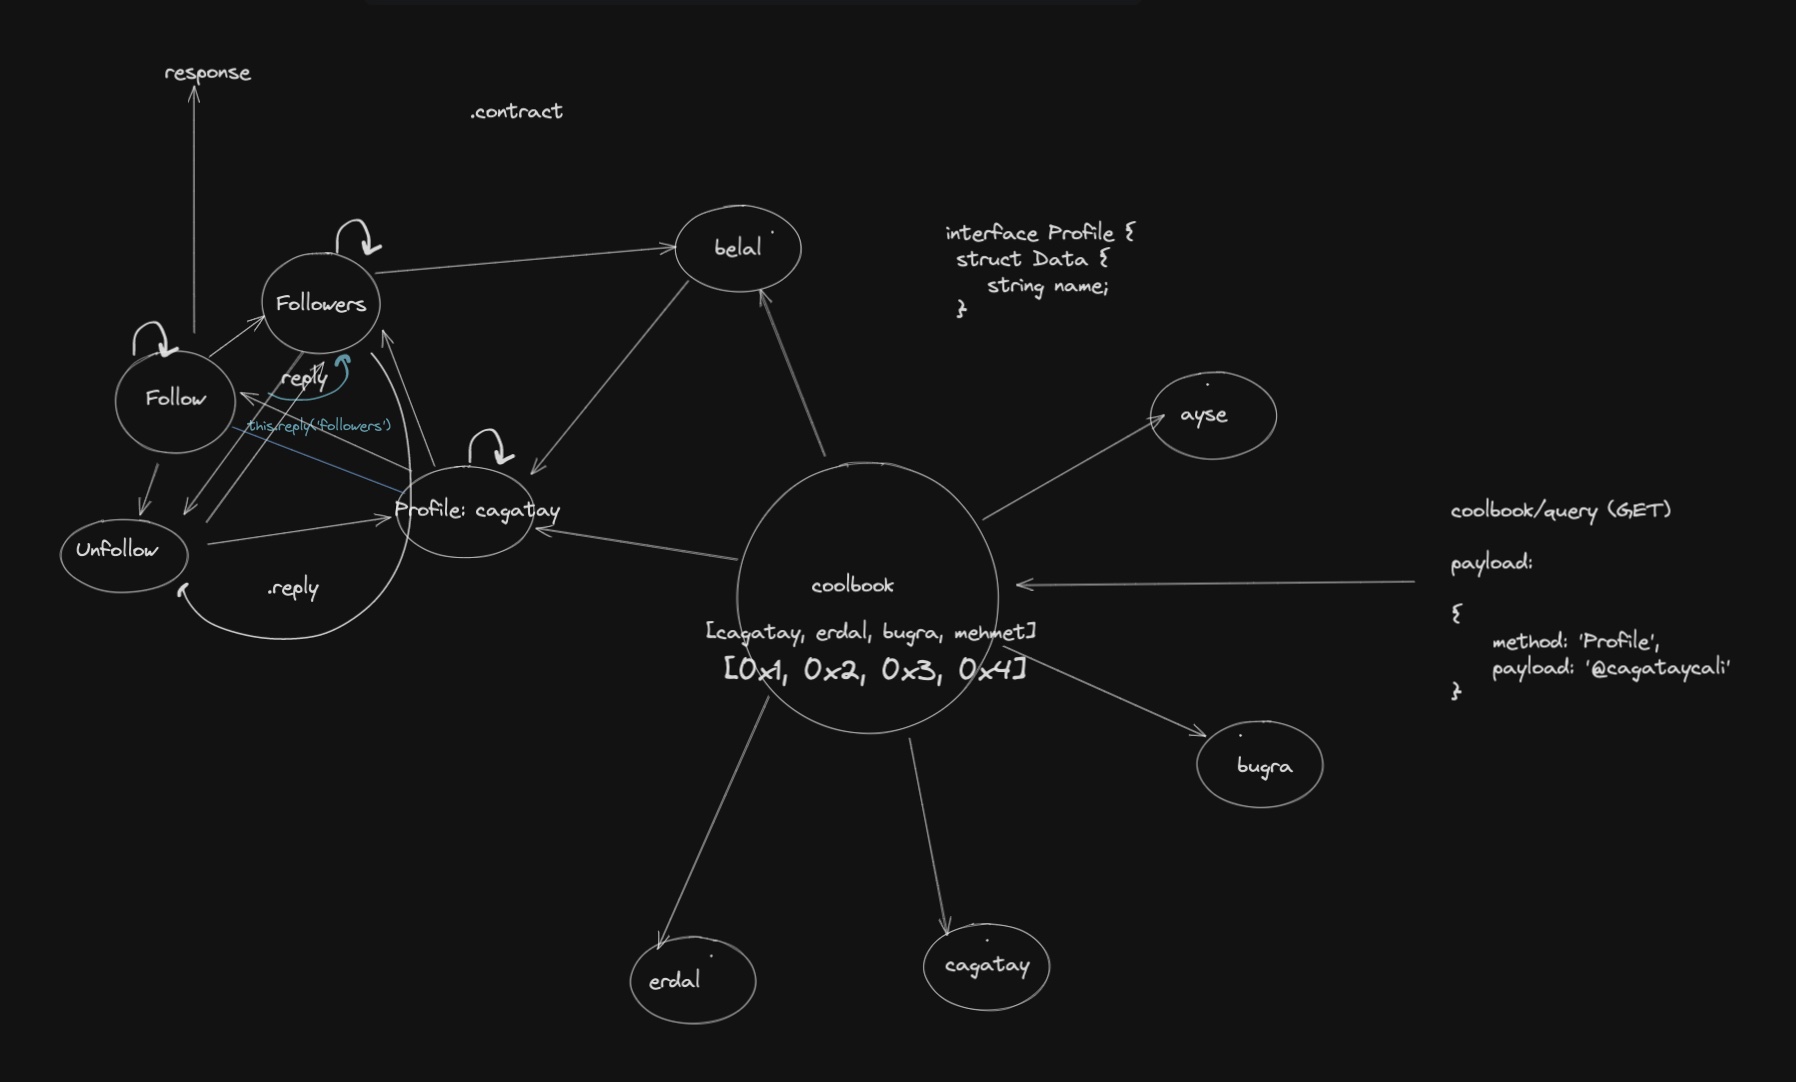 response
.contract
belal
interface Profile {
struct Data {
string name;
}
Followers
reply
Follow
this.reply('followers')
ayse
Profile: cagatay
Unfollow
.reply
coolbook
[cagatay, erdal, bugra, mehmet]
[0x1, 0x2, 0x3, 0x4]
coolbook/query (GET)
payload:
{
method: 'Profile',
payload: '@cagataycali'
}
bugra
erdal
cagatay